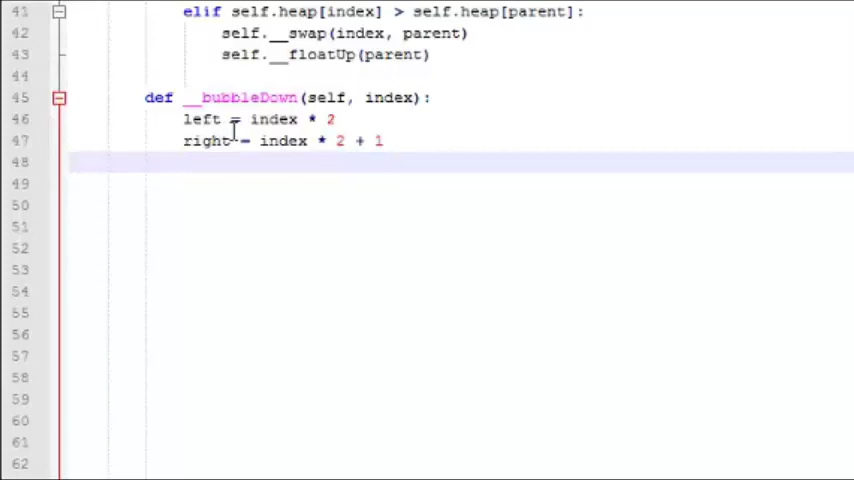 41 elif self.heap[index] > self.heap[parent]:
42 self.__swap(index, parent)
43 self.__floatUp(parent)
44
45 def __bubbleDown(self, index):
46 left = index * 2
47 right = index * 2 + 1
48
49
50
51
52
53
54
55
56
57
58
59
60
61
62